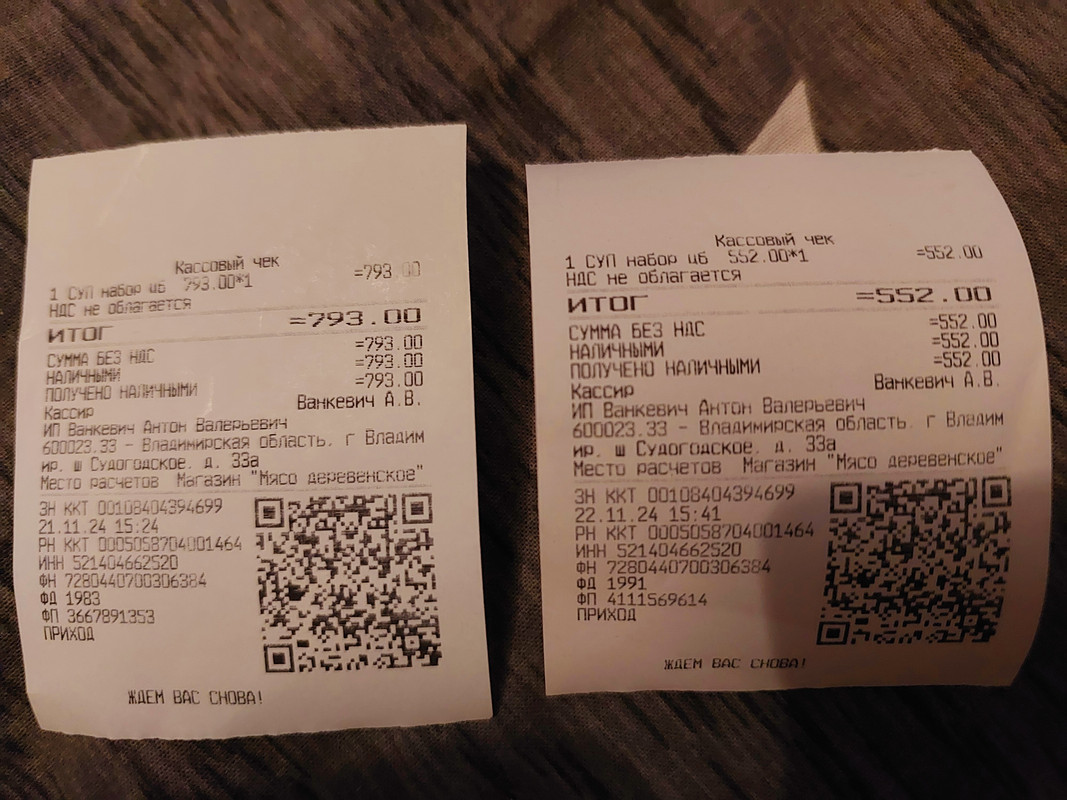 Кассовый чек
1 СУП набор цб 793.00*1 =793.00
НДС не облагается
ИТОГ =793.00
СУММА БЕЗ НДС =793.00
НАЛИЧНЫМИ =793.00
ПОЛУЧЕНО НАЛИЧНЫМИ =793.00
Кассир Ванкевич А.В.
ИП Ванкевич Антон Валерьевич
600023.33 - Владимирская область, г Владим
ир, ш Судогодское, д. 33а
Место расчетов Магазин "Мясо деревенское"
ЗН ККТ 00108404394699
21.11.24 15:24
РН ККТ 0005058704001464
ИНН 521404662520
ФН 7280440700306384
ФД 1983
ФП 3667891353
ПРИХОД
ЖДЕМ ВАС СНОВА!
Кассовый чек
1 СУП набор цб 552.00*1 =552.00
НДС не облагается
ИТОГ =552.00
СУММА БЕЗ НДС =552.00
НАЛИЧНЫМИ =552.00
ПОЛУЧЕНО НАЛИЧНЫМИ =552.00
Кассир Ванкевич А.В.
ИП Ванкевич Антон Валерьевич
600023.33 - Владимирская область, г Владим
ир, ш Судогодское, д. 33а
Место расчетов Магазин "Мясо деревенское"
ЗН ККТ 00108404394699
22.11.24 15:41
РН ККТ 0005058704001464
ИНН 521404662520
ФН 7280440700306384
ФД 1991
ФП 4111569614
ПРИХОД
ЖДЕМ ВАС СНОВА!